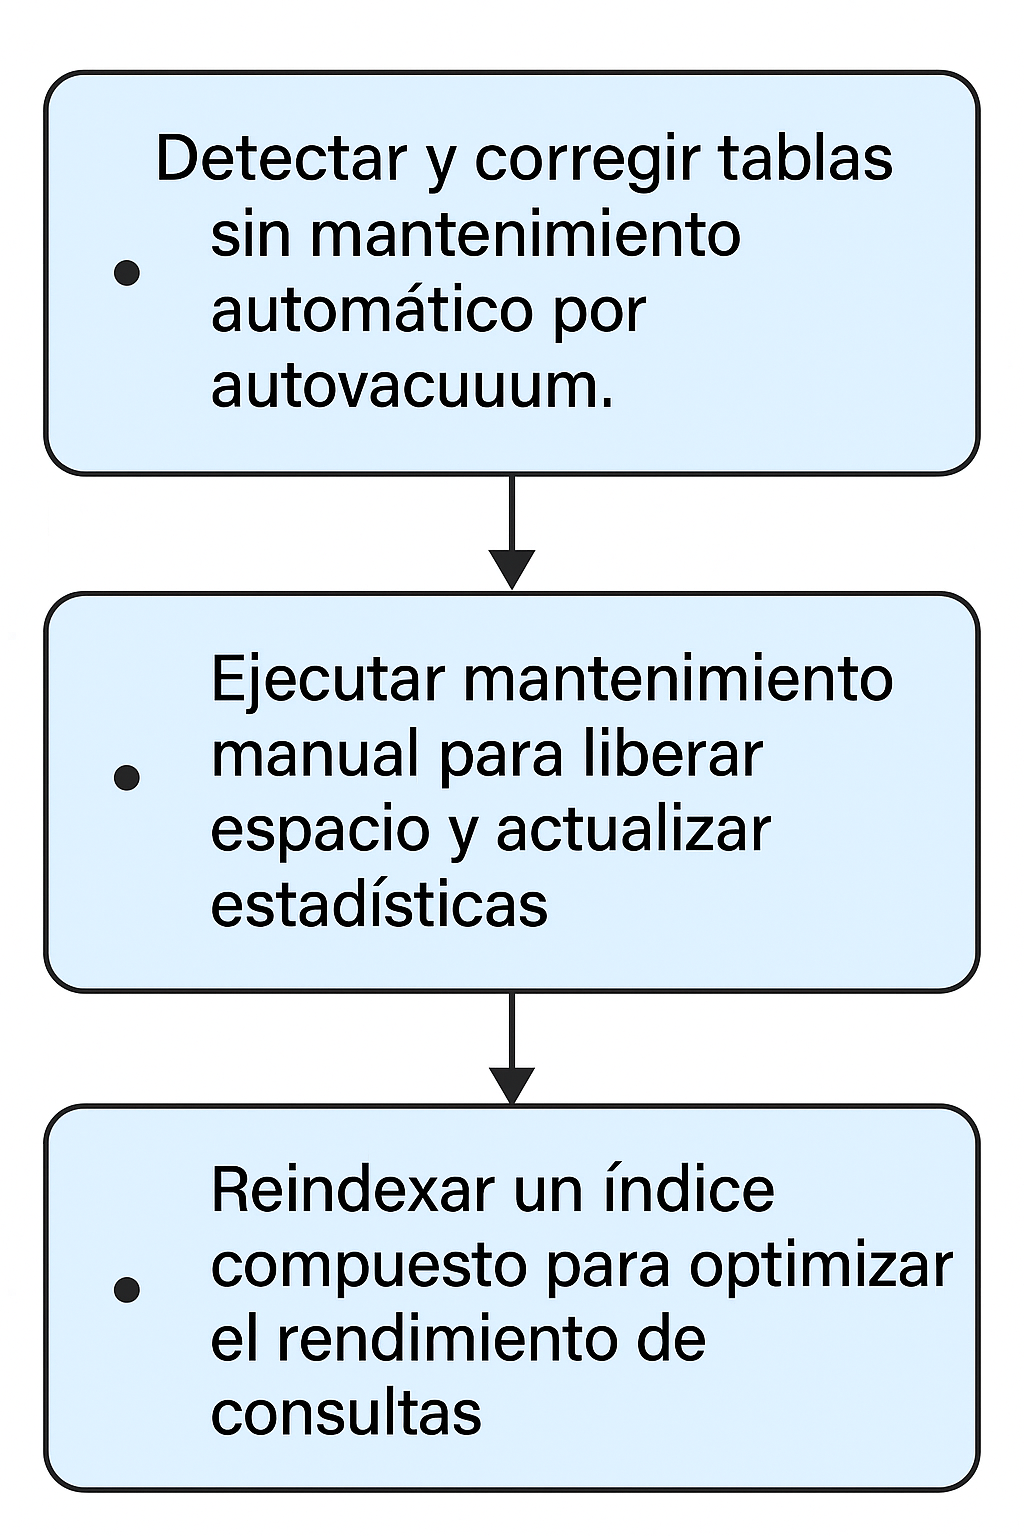 Detectar y corregir tablas
• sin mantenimiento
automático por
autovacuuum.
• Ejecutar mantenimiento
manual para liberar
espacio y actualizar
estadísticas
• Reindexar un índice
compuesto para optimizar
el rendimiento de
consultas